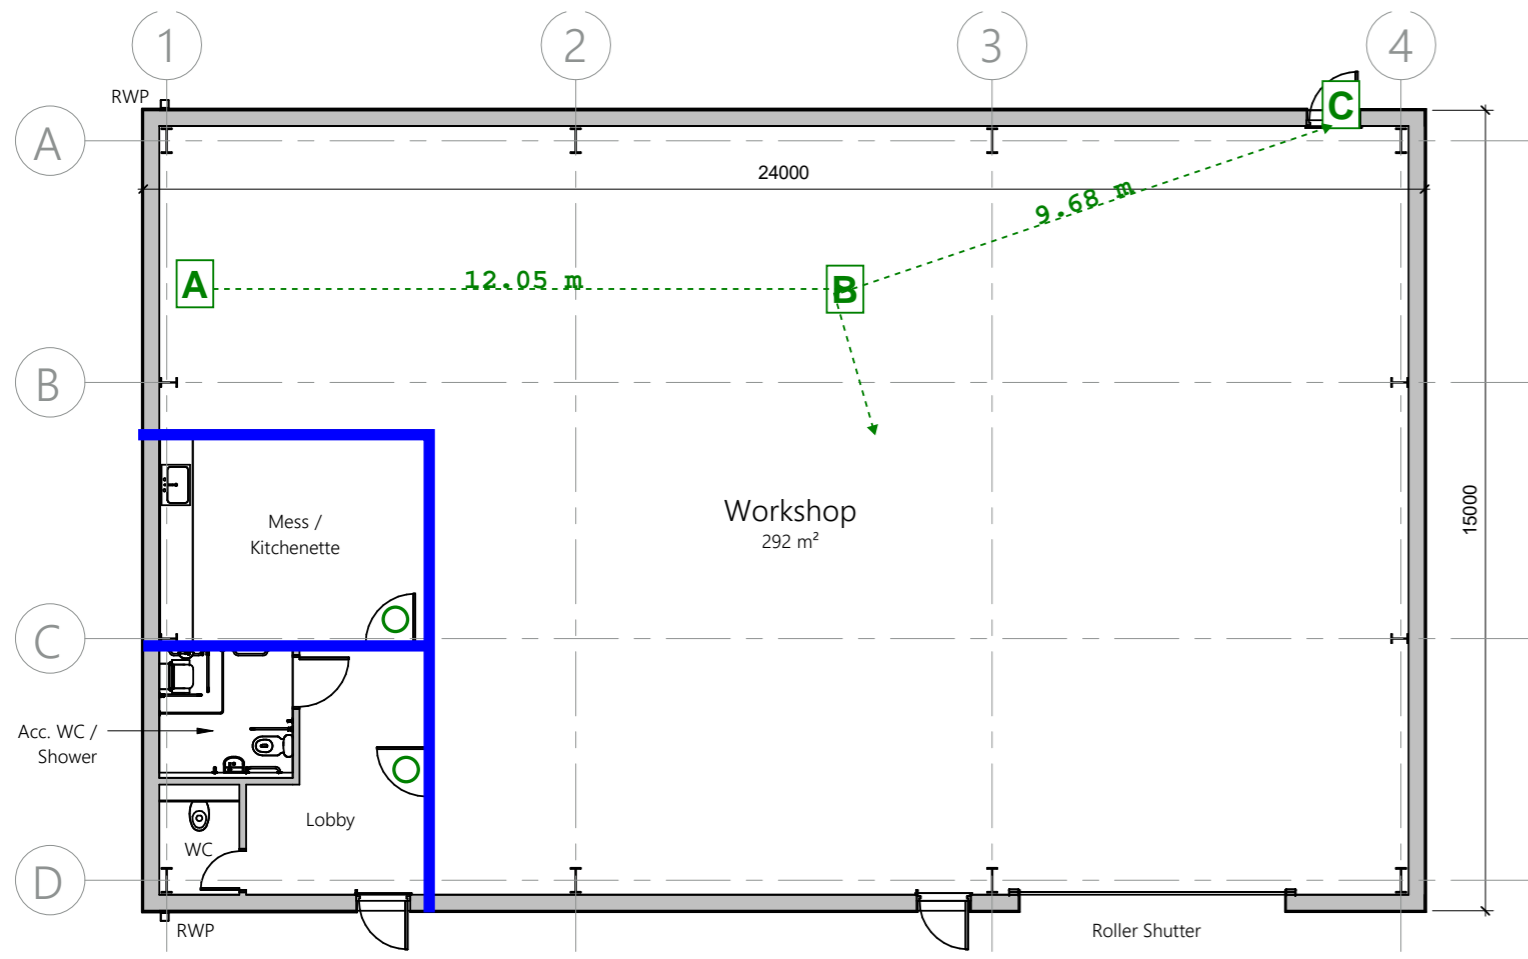 1
2
3
4
RWP
C
A
24000
9.68 m
A
12.05 m
B
B
Workshop
292 m²
15000
Mess /
Kitchenette
C
Acc. WC /
Shower
Lobby
WC
D
RWP
Roller Shutter